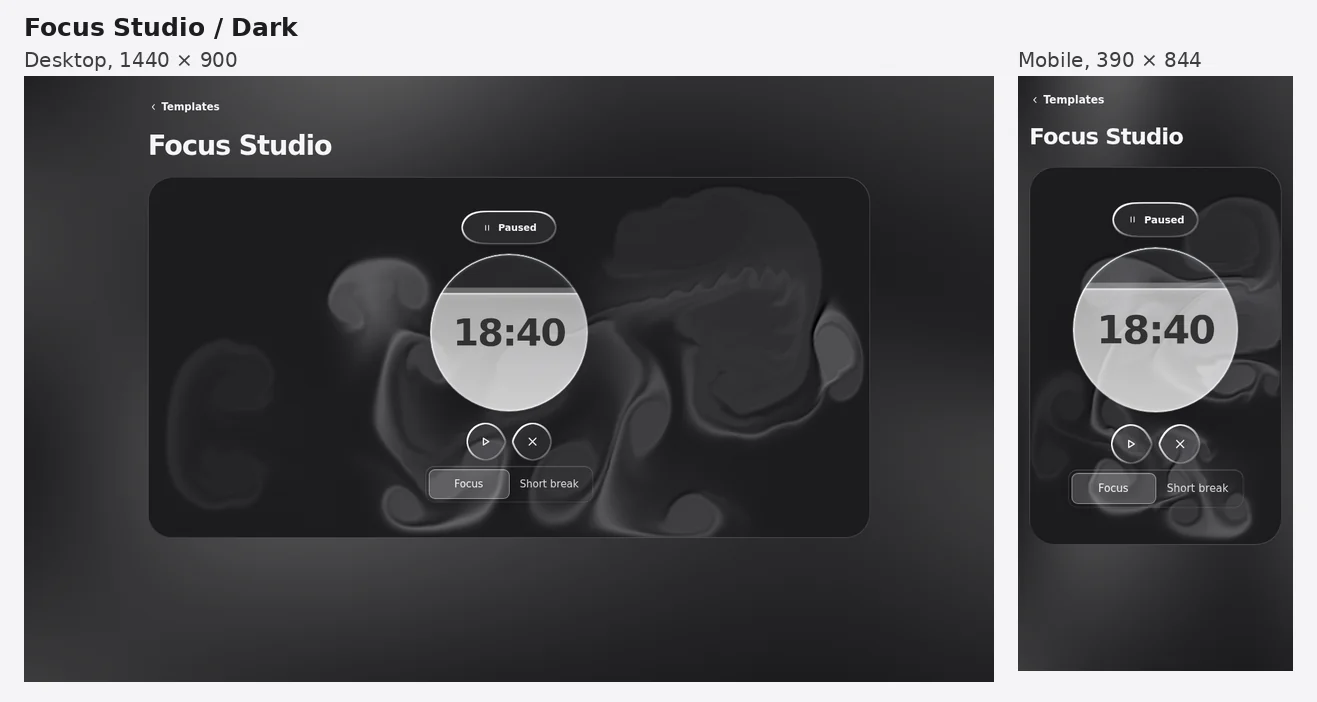 Focus Studio / Dark
Desktop, 1440 × 900
Templates
Focus Studio
Paused
18:40
Focus
Short break
Mobile, 390 × 844
Templates
Focus Studio
Paused
18:40
Focus
Short break